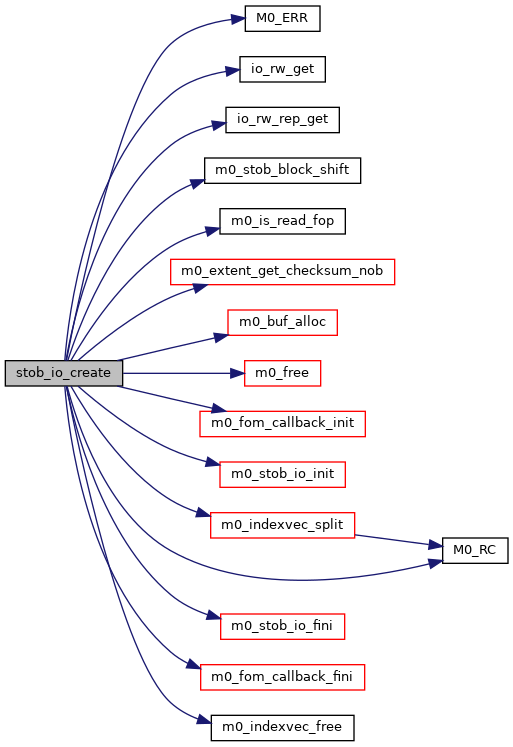 M0_ERR
io_rw_get
io_rw_rep_get
m0_stob_block_shift
m0_is_read_fop
m0_extent_get_checksum_nob
m0_buf_alloc
stob_io_create
m0_free
m0_fom_callback_init
m0_stob_io_init
m0_indexvec_split
M0_RC
m0_stob_io_fini
m0_fom_callback_fini
m0_indexvec_free